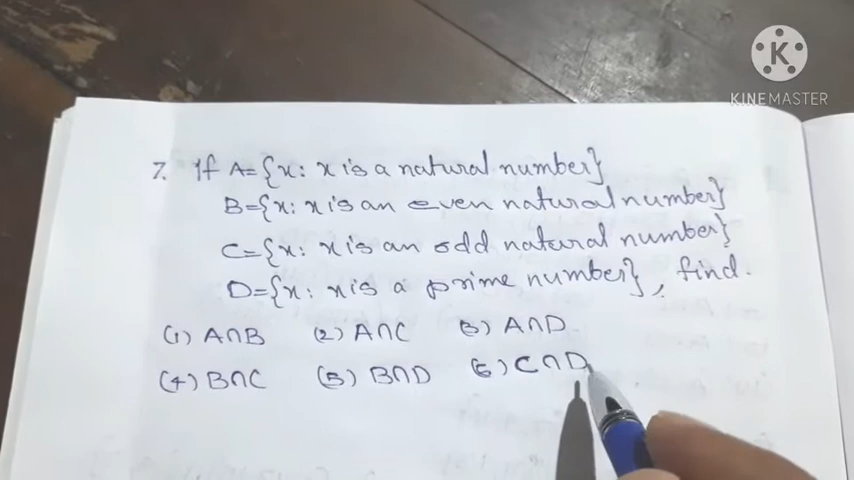 KINEMASTER
7. If A={x: x is a natural number}
B={x: x is an even natural number}
C={x: x is an odd natural number}
D={x: x is a prime number}, find.
(1) A∩B (2) A∩C (3) A∩D
(4) B∩C (5) B∩D (6) C∩D